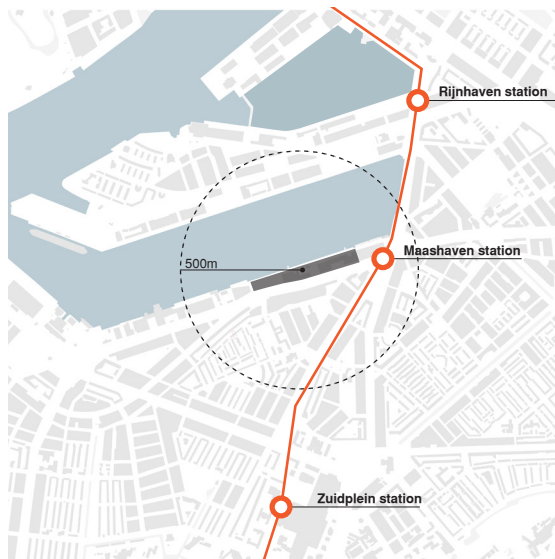 Rijnhaven station
Maashaven station
500m
Zuidplein station